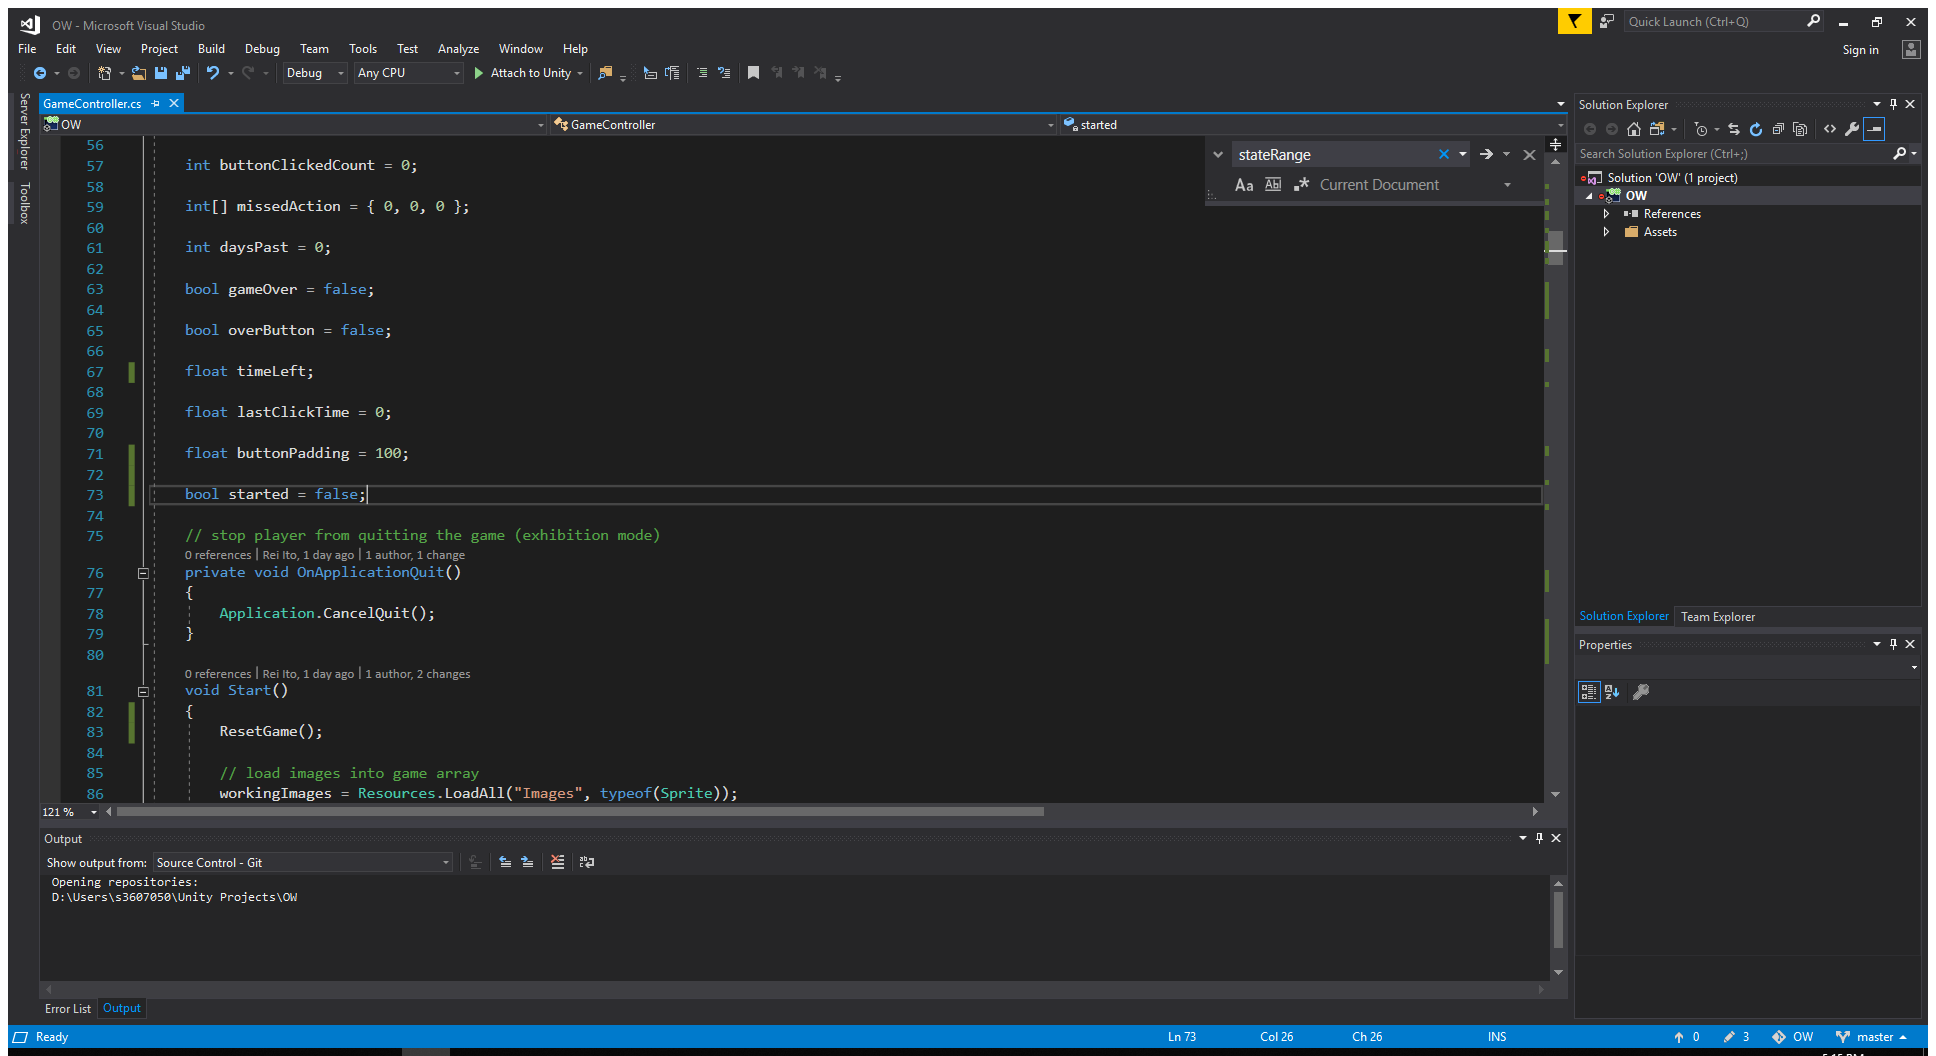 OW - Microsoft Visual Studio
Quick Launch (Ctrl+Q)
File Edit View Project Build Debug Team Tools Test Analyze Window Help
Sign in
Debug Any CPU Attach to Unity
Server Explorer
Toolbox
GameController.cs
OW GameController started
stateRange
Aa Abl Current Document
56
57 int buttonClickedCount = 0;
58
59 int[] missedAction = { 0, 0, 0 };
60
61 int daysPast = 0;
62
63 bool gameOver = false;
64
65 bool overButton = false;
66
67 float timeLeft;
68
69 float lastClickTime = 0;
70
71 float buttonPadding = 100;
72
73 bool started = false;
74
75 // stop player from quitting the game (exhibition mode)
0 references | Rei Ito, 1 day ago | 1 author, 1 change
76 private void OnApplicationQuit()
77 {
78 Application.CancelQuit();
79 }
80
0 references | Rei Ito, 1 day ago | 1 author, 2 changes
81 void Start()
82 {
83 ResetGame();
84
85 // load images into game array
86 workingImages = Resources.LoadAll("Images", typeof(Sprite));
121 %
Output
Show output from: Source Control - Git
Opening repositories:
D:\Users\s3607050\Unity Projects\OW
Error List Output
Solution Explorer
Search Solution Explorer (Ctrl+;)
Solution 'OW' (1 project)
OW
References
Assets
Solution Explorer Team Explorer
Properties
Ready Ln 73 Col 26 Ch 26 INS 0 3 OW master